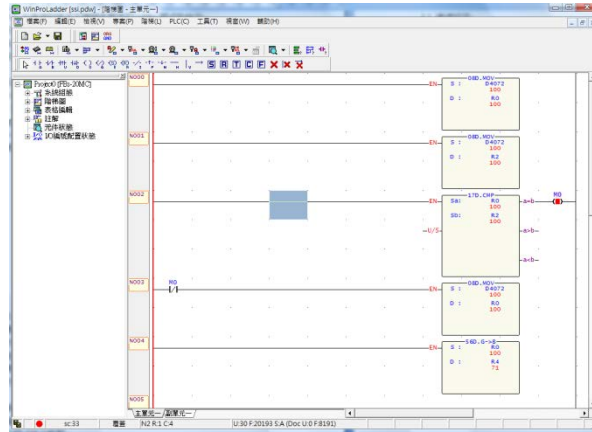 WinProLadder [ssl.pdw] - [階梯圖 - 主單元一]
檔案(F) 編輯(E) 檢視(V) 專案(P) 階梯(L) PLC(C) 工具(T) 視窗(W) 輔助(H)
S R T C F
Project0 [FBs-20MC]
系統組態
階梯圖
表格編輯
註解
元件狀態
I/O編號配置狀態
N000
08D.MOV
EN S : D4072
100
D : R0
100
N001
08D.MOV
EN S : D4072
100
D : R2
100
N002
17D.CMP M0
EN Sa: R0 a=b
100
Sb: R2
100
U/S a>b
a<b
N003 M0
08D.MOV
EN S : D4072
100
D : R0
100
N004
56D.G->B
EN S : R0
100
D : R4
71
N005
主單元一 副單元一
sc:33 覆蓋 N2 R:1 C:4 U:30 F:20193 S:A (Doc U:0 F:8191)